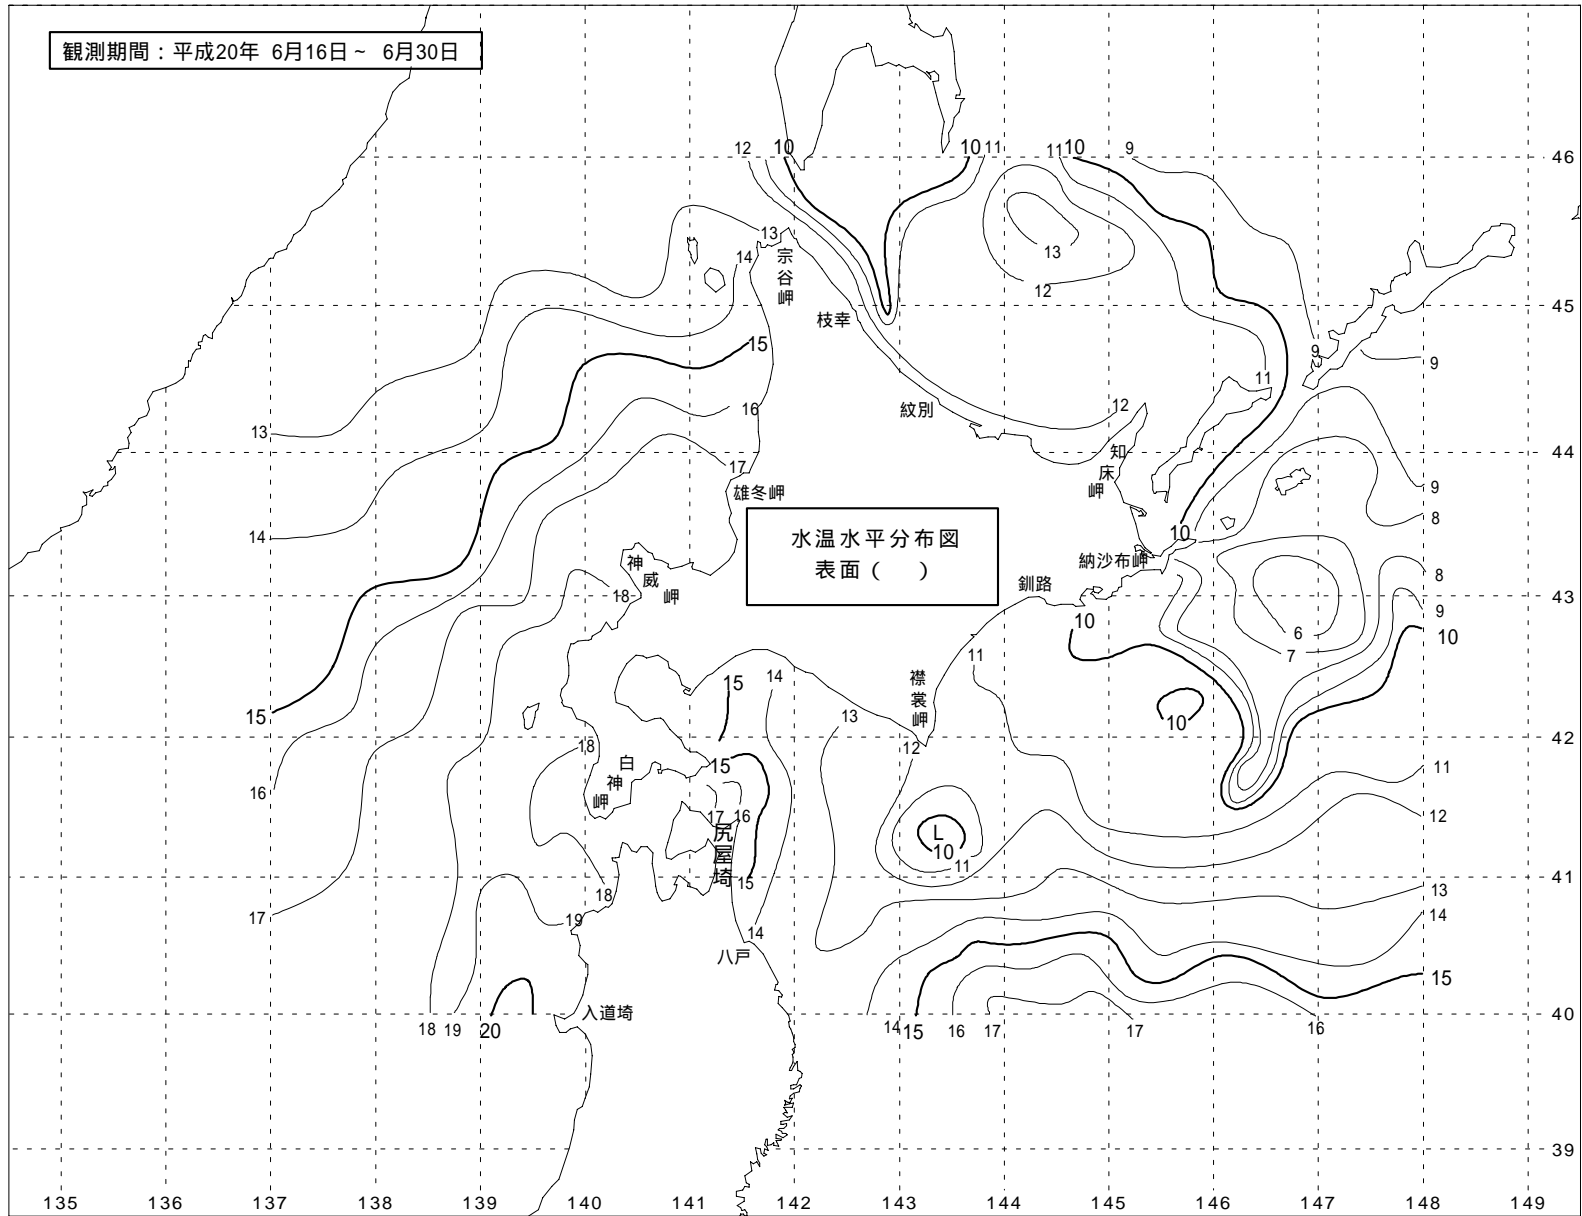 観測期間：平成20年 6月16日～ 6月30日
12 10 10 11 11 10 9 46
13
14
宗谷岬
13
12
45
枝幸
15
9
9
11
16
紋別
12
13
44
17
知床岬
雄冬岬
9
8
10
14
水温水平分布図
表面（　）
納沙布岬
神威岬
釧路
8
18
9
43
10
6
10
7
11
14
15
襟裳岬
13
10
15
18
12
42
白神岬
15
11
16
17 16
12
尻屋埼
L
10
11
15
41
18
13
17
19
14
14
八戸
15
入道埼
18 19 20 14 15 16 17 17 16 40
39
135 136 137 138 139 140 141 142 143 144 145 146 147 148 149